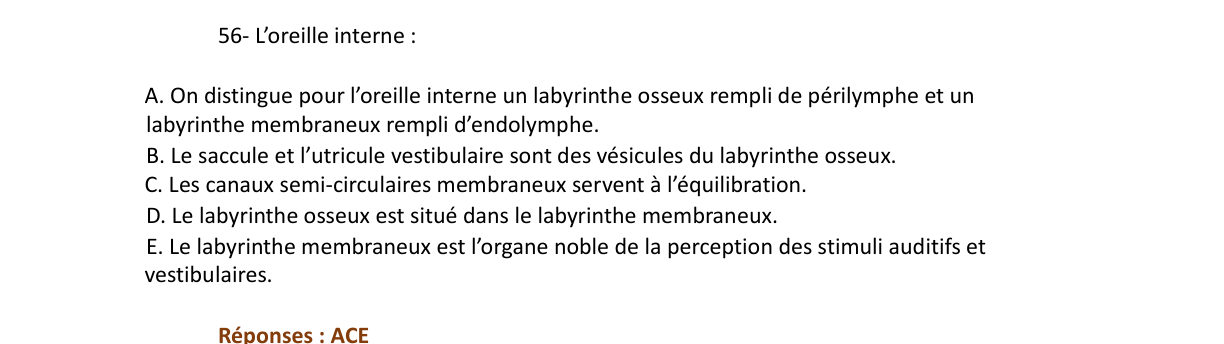 56- L’oreille interne :
A. On distingue pour l’oreille interne un labyrinthe osseux rempli de périlymphe et un
labyrinthe membraneux rempli d’endolymphe.
B. Le saccule et l’utricule vestibulaire sont des vésicules du labyrinthe osseux.
C. Les canaux semi-circulaires membraneux servent à l’équilibration.
D. Le labyrinthe osseux est situé dans le labyrinthe membraneux.
E. Le labyrinthe membraneux est l’organe noble de la perception des stimuli auditifs et
vestibulaires.
Réponses : ACE